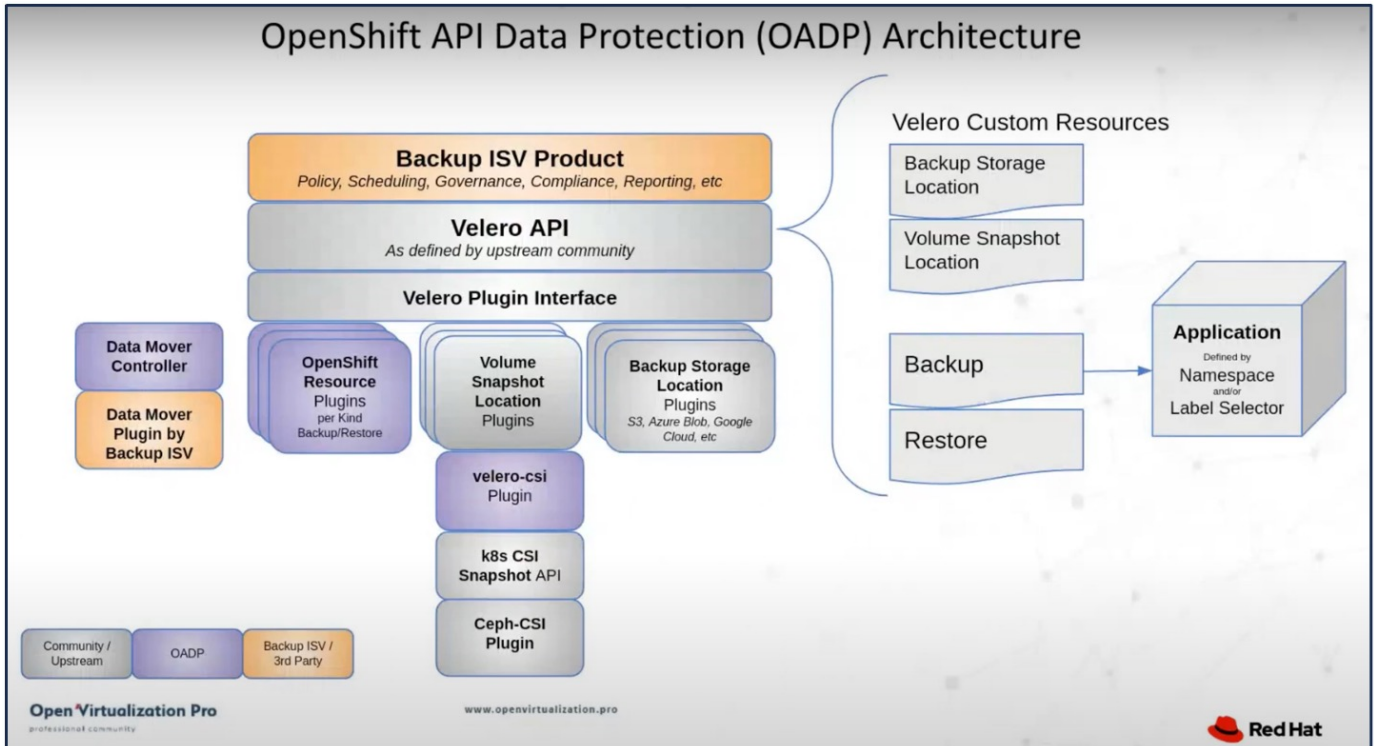 OpenShift API Data Protection (OADP) Architecture
Backup ISV Product
Policy, Scheduling, Governance, Compliance, Reporting, etc
Velero API
As defined by upstream community
Velero Plugin Interface
Data Mover
Controller
Data Mover
Plugin by
Backup ISV
OpenShift
Resource
Plugins
per Kind
Backup/Restore
Volume
Snapshot
Location
Plugins
Backup Storage
Location
Plugins
S3, Azure Blob, Google
Cloud, etc
velero-csi
Plugin
k8s CSI
Snapshot API
Ceph-CSI
Plugin
Velero Custom Resources
Backup Storage
Location
Volume Snapshot
Location
Backup
Restore
Application
Defined by
Namespace
and/or
Label Selector
Community /
Upstream
OADP
Backup ISV /
3rd Party
Open Virtualization Pro
professional community
www.openvirtualization.pro
Red Hat